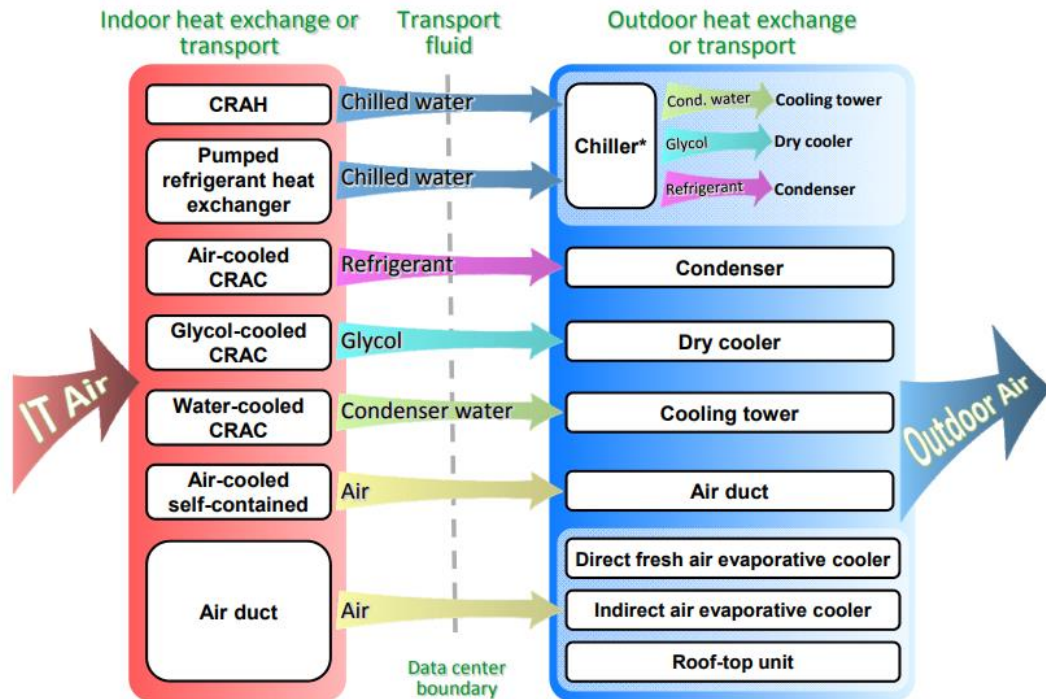 Indoor heat exchange or
transport
Transport
fluid
Outdoor heat exchange
or transport
IT Air
CRAH
Chilled water
Chiller*
Cond. water
Cooling tower
Glycol
Dry cooler
Refrigerant
Condenser
Pumped
refrigerant heat
exchanger
Chilled water
Air-cooled
CRAC
Refrigerant
Condenser
Glycol-cooled
CRAC
Glycol
Dry cooler
Water-cooled
CRAC
Condenser water
Cooling tower
Air-cooled
self-contained
Air
Air duct
Air duct
Air
Direct fresh air evaporative cooler
Indirect air evaporative cooler
Roof-top unit
Outdoor Air
Data center
boundary